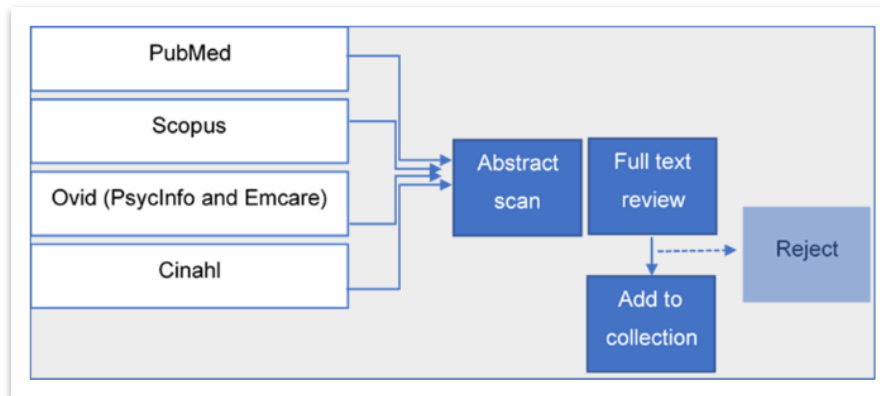 PubMed
Scopus
Ovid (PsycInfo and Emcare)
Cinahl
Abstract
scan
Full text
review
Reject
Add to
collection